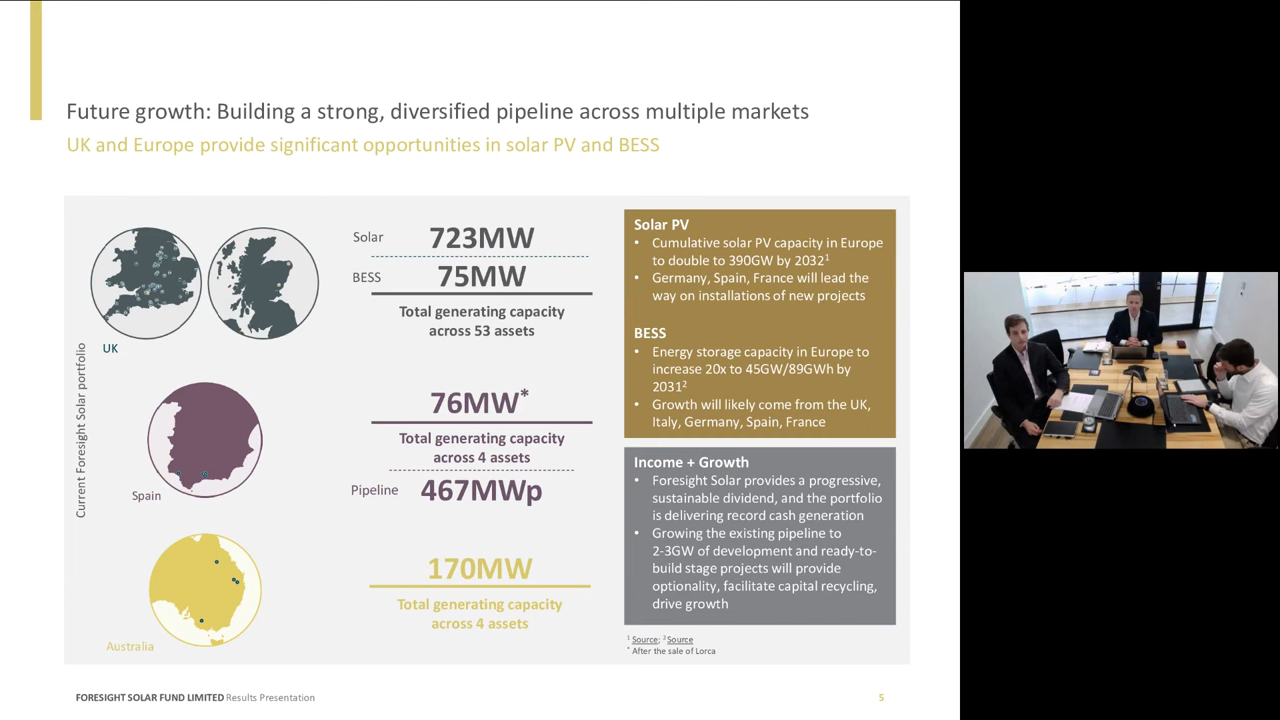 Future growth: Building a strong, diversified pipeline across multiple markets
UK and Europe provide significant opportunities in solar PV and BESS
Current Foresight Solar portfolio
UK
Solar 723MW
BESS 75MW
Total generating capacity
across 53 assets
Spain
76MW*
Total generating capacity
across 4 assets
Pipeline 467MWp
Australia
170MW
Total generating capacity
across 4 assets
Solar PV
• Cumulative solar PV capacity in Europe
to double to 390GW by 2032¹
• Germany, Spain, France will lead the
way on installations of new projects
BESS
• Energy storage capacity in Europe to
increase 20x to 45GW/89GWh by
2031²
• Growth will likely come from the UK,
Italy, Germany, Spain, France
Income + Growth
• Foresight Solar provides a progressive,
sustainable dividend, and the portfolio
is delivering record cash generation
• Growing the existing pipeline to
2-3GW of development and ready-to-
build stage projects will provide
optionality, facilitate capital recycling,
drive growth
¹ Source; ² Source
* After the sale of Lorca
FORESIGHT SOLAR FUND LIMITED Results Presentation
5